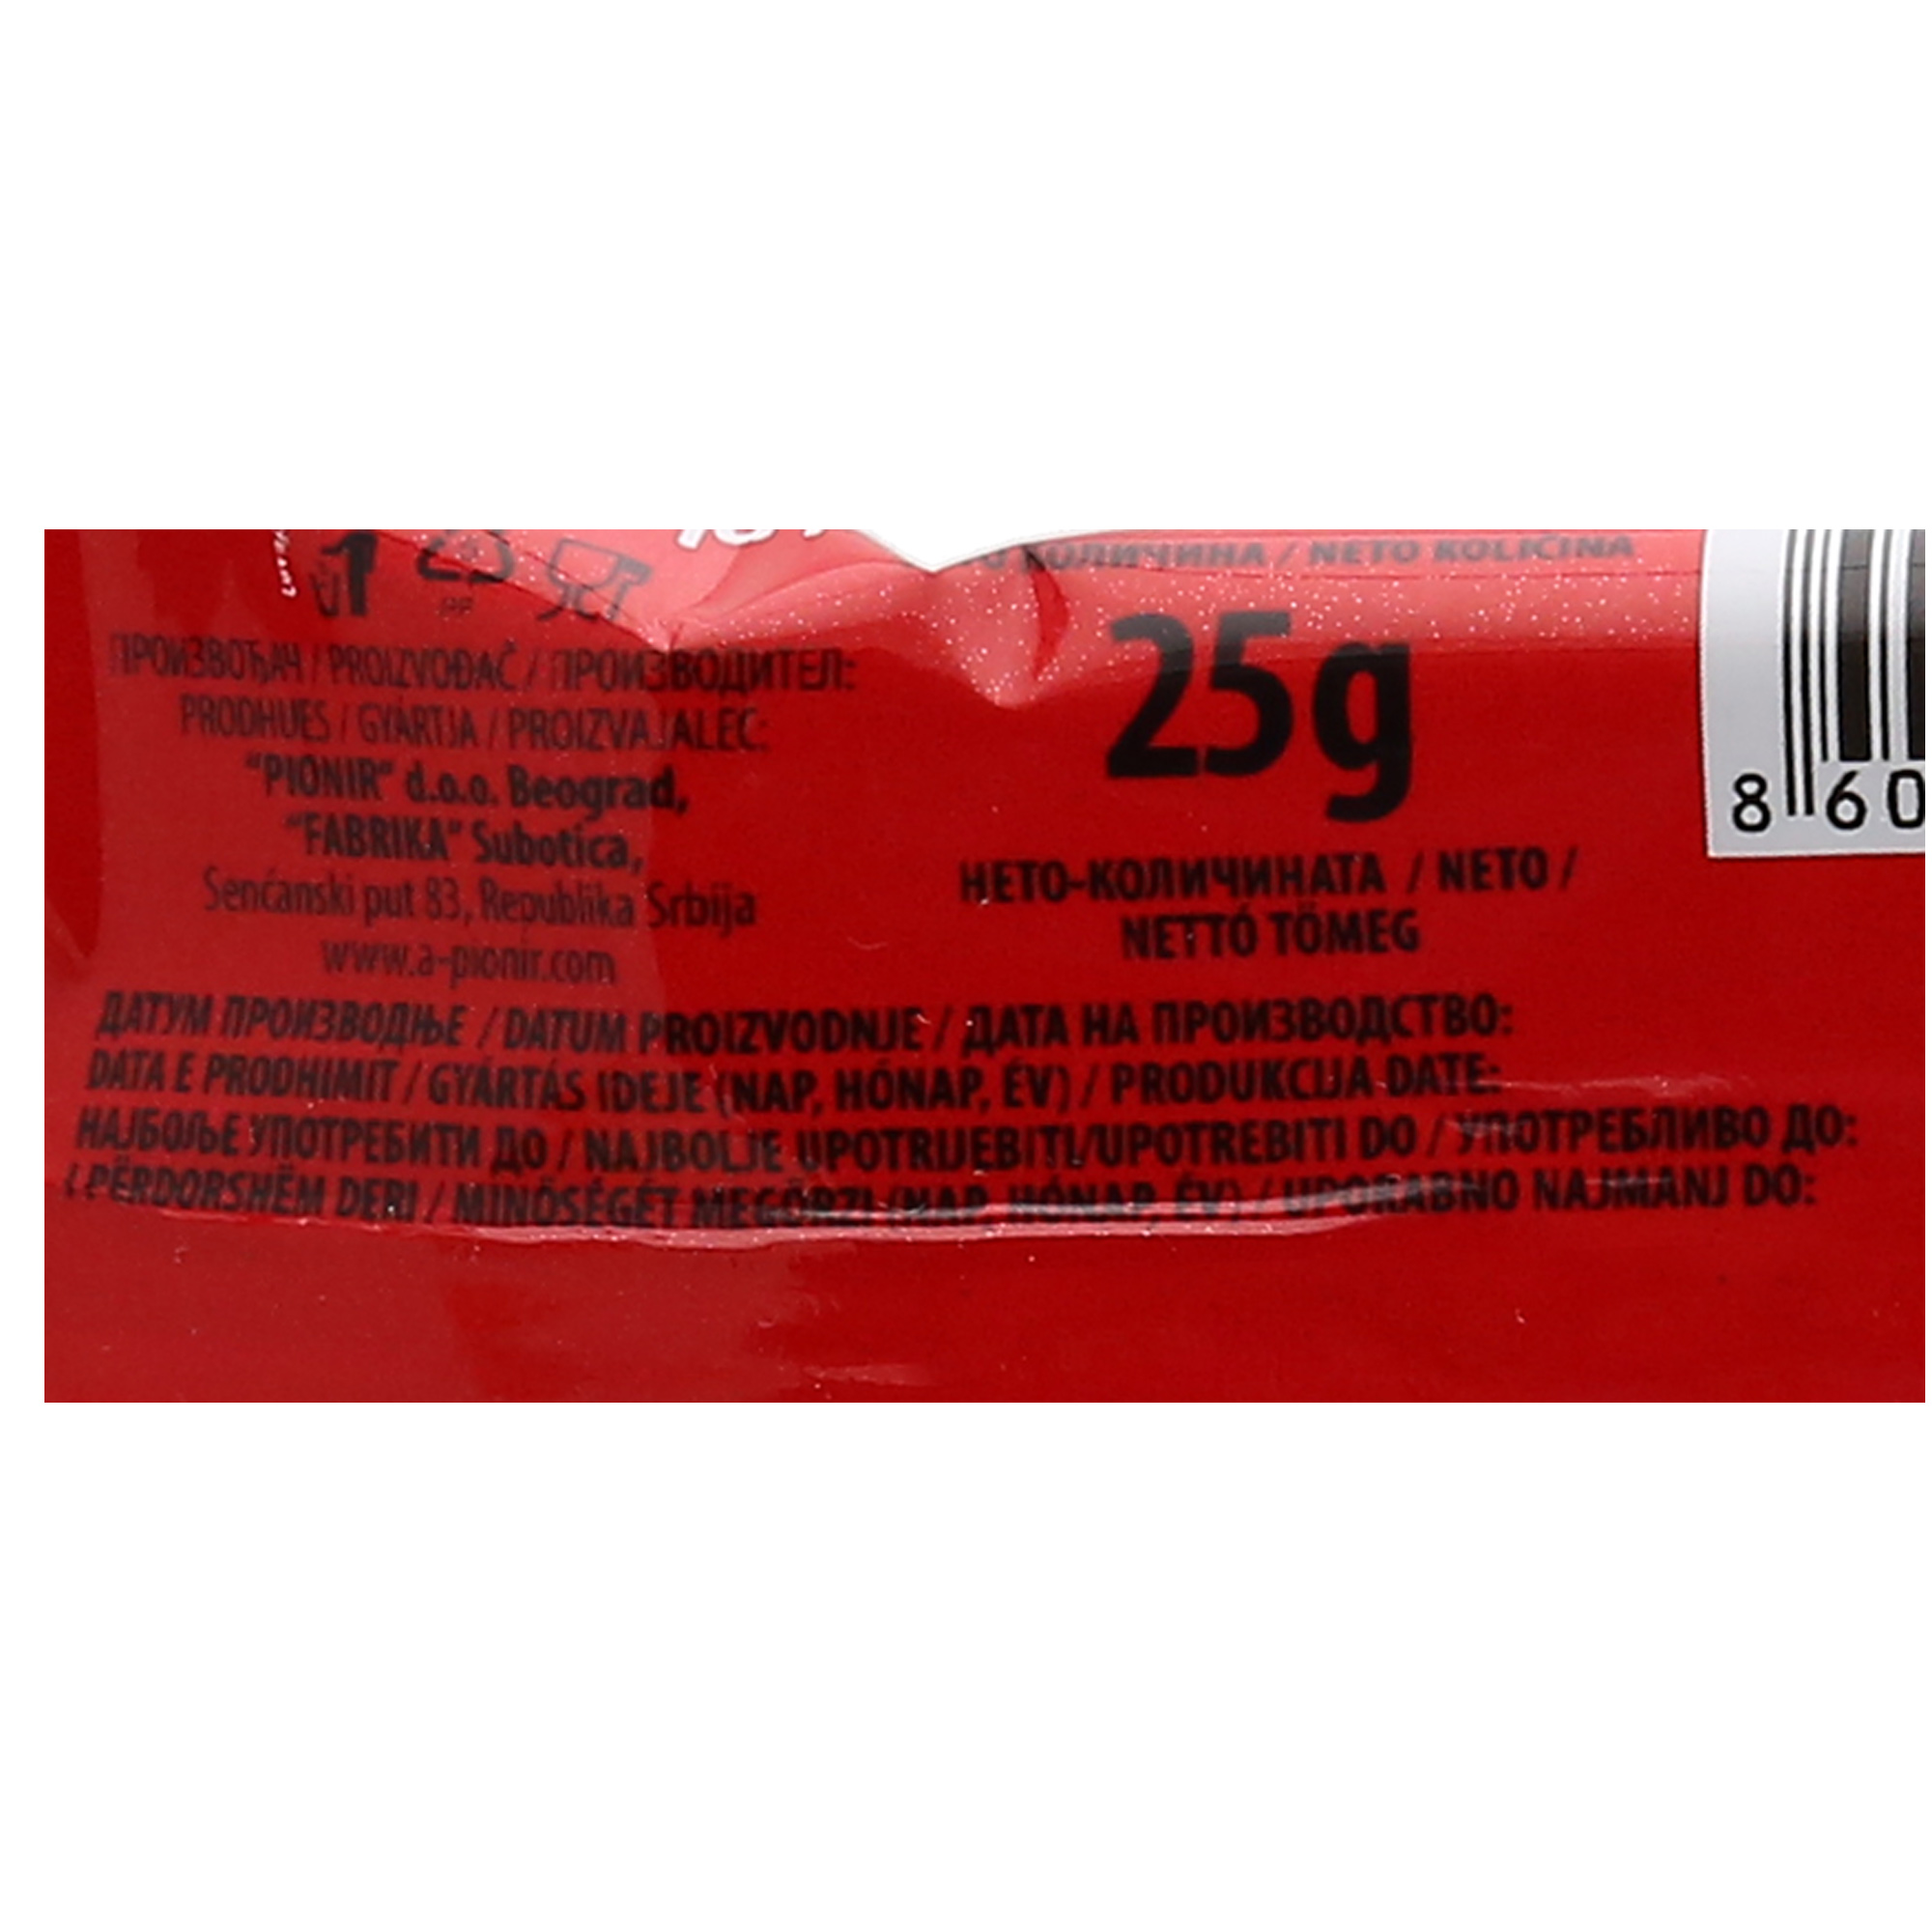 КОЛИЧИНА / NETO KOLIČINA
PP
25g
ПРОИЗВОЂАЧ / PROIZVOĐAČ / ПРОИЗВОДИТЕЛ:
PRODHUES / GYÁRTJA / PROIZVAJALEC:
"PIONIR" d.o.o. Beograd,
"FABRIKA" Subotica,
Senćanski put 83, Republika Srbija
www.a-pionir.com
НЕТО-КОЛИЧИНАТА / NETO /
NETTÓ TÖMEG
860
ДАТУМ ПРОИЗВОДЊЕ / DATUM PROIZVODNJE / ДАТА НА ПРОИЗВОДСТВО:
DATA E PRODHIMIT / GYÁRTÁS IDEJE (NAP, HÓNAP, ÉV) / PRODUKCIJA DATE:
НАЈБОЉЕ УПОТРЕБИТИ ДО / NAJBOLJE UPOTRIJEBITI/UPOTREBITI DO / УПОТРЕБЛИВО ДО:
I PËRDORSHËM DERI / MINŐSÉGÉT MEGŐRZI (NAP, HÓNAP, ÉV) / UPORABNO NAJMANJ DO: